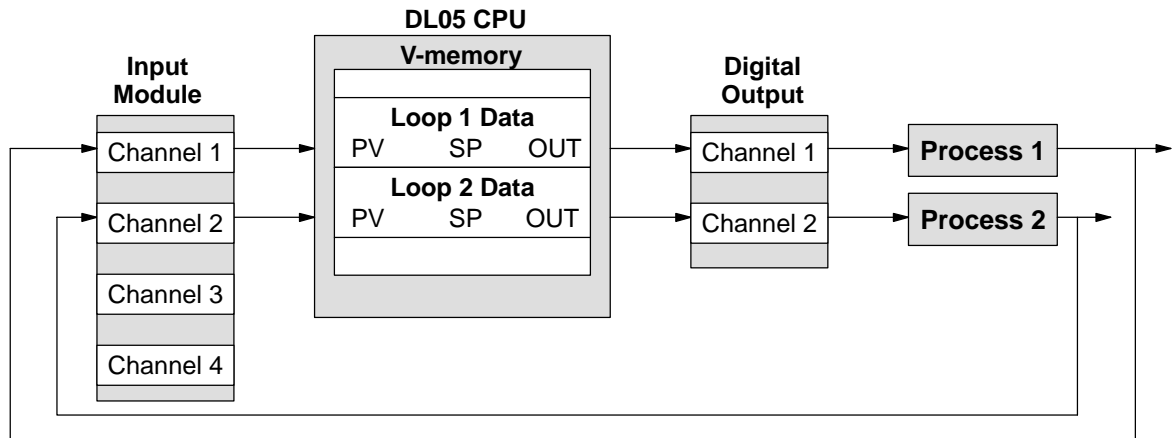 DL05 CPU
V-memory
Input
Module
Digital
Output
Loop 1 Data
PV SP OUT
Loop 2 Data
PV SP OUT
Channel 1
Channel 2
Channel 3
Channel 4
Channel 1
Channel 2
Process 1
Process 2